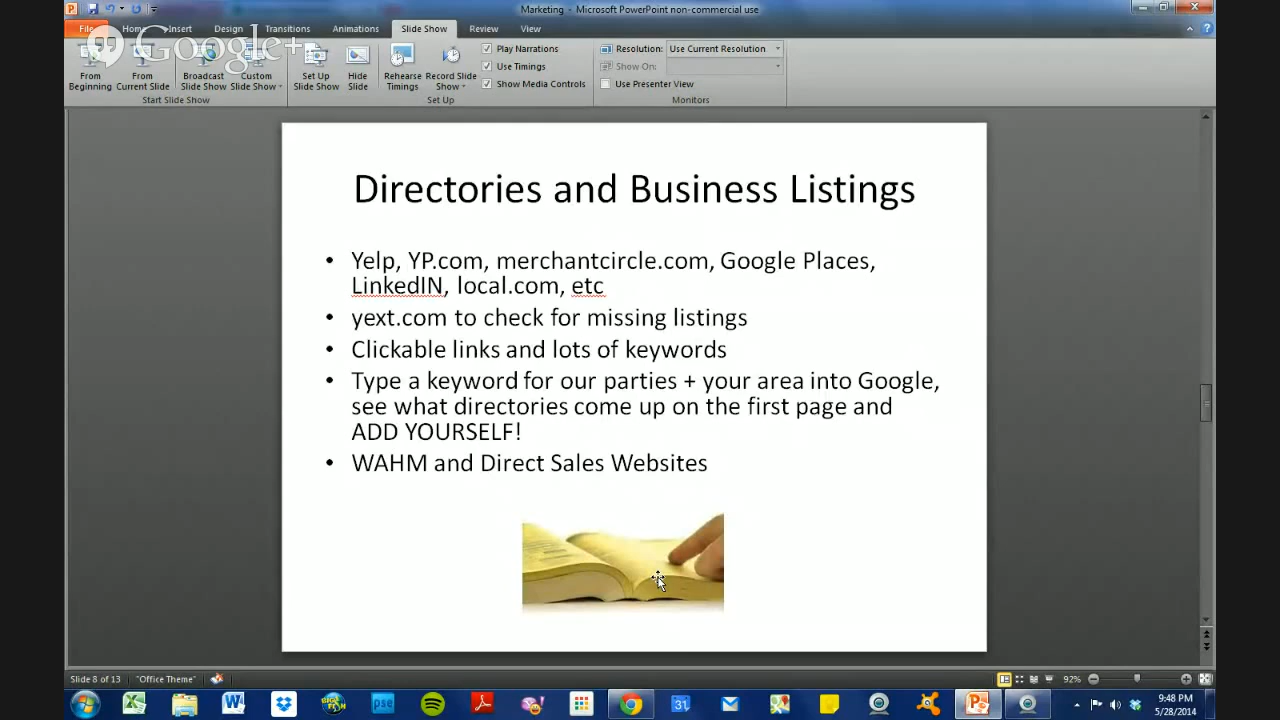 Marketing - Microsoft PowerPoint non-commercial use
File Home Insert Design Transitions Animations Slide Show Review View
Google+
Play Narrations
Use Timings
Show Media Controls
Resolution: Use Current Resolution
Show On:
Use Presenter View
From Beginning
From Current Slide
Broadcast Slide Show
Custom Slide Show
Set Up Slide Show
Hide Slide
Rehearse Timings
Record Slide Show
Start Slide Show Set Up Monitors
Directories and Business Listings
• Yelp, YP.com, merchantcircle.com, Google Places,
LinkedIN, local.com, etc
• yext.com to check for missing listings
• Clickable links and lots of keywords
• Type a keyword for our parties + your area into Google,
see what directories come up on the first page and
ADD YOURSELF!
• WAHM and Direct Sales Websites
Slide 8 of 13 "Office Theme" 92%
pse 31
9:48 PM
5/28/2014